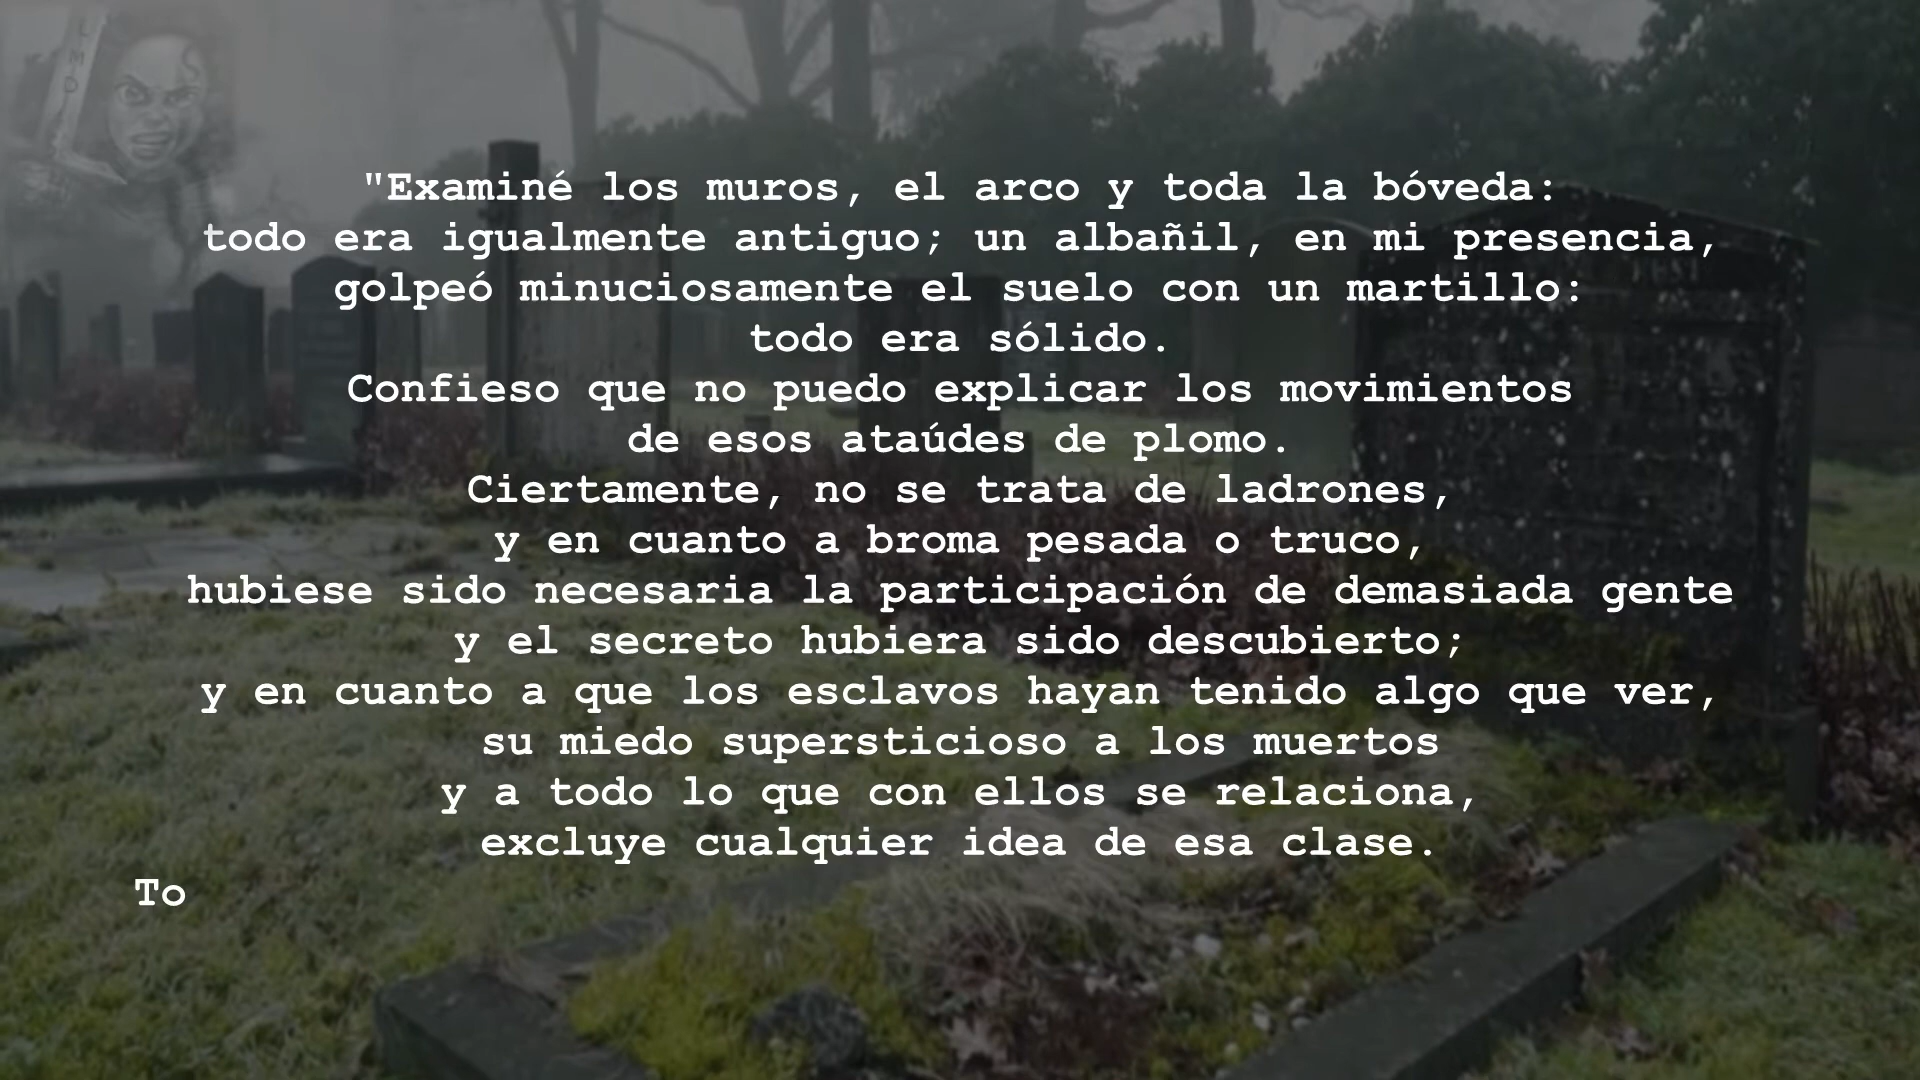 LMD
"Examiné los muros, el arco y toda la bóveda:
todo era igualmente antiguo; un albañil, en mi presencia,
golpeó minuciosamente el suelo con un martillo:
todo era sólido.
Confieso que no puedo explicar los movimientos
de esos ataúdes de plomo.
Ciertamente, no se trata de ladrones,
y en cuanto a broma pesada o truco,
hubiese sido necesaria la participación de demasiada gente
y el secreto hubiera sido descubierto;
y en cuanto a que los esclavos hayan tenido algo que ver,
su miedo supersticioso a los muertos
y a todo lo que con ellos se relaciona,
excluye cualquier idea de esa clase.
To